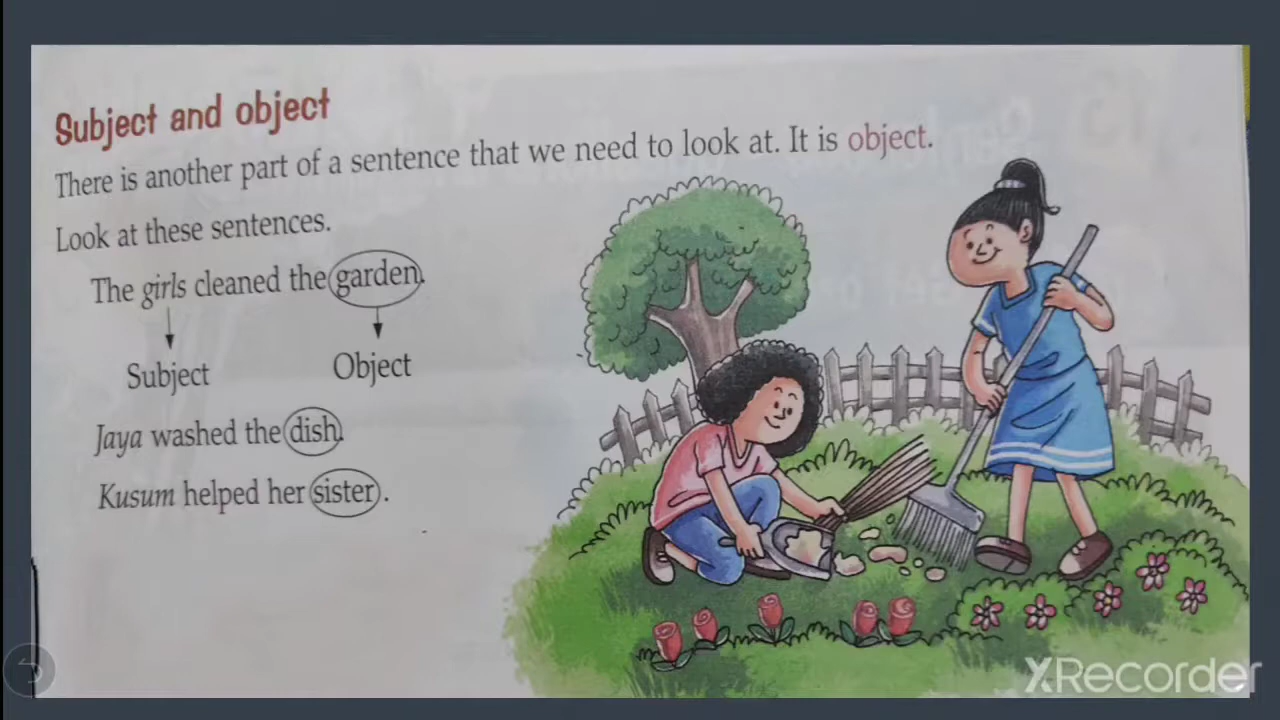 Subject and object
There is another part of a sentence that we need to look at. It is object.
Look at these sentences.
The girls cleaned the garden.
Subject Object
Jaya washed the dish.
Kusum helped her sister.
XRecorder